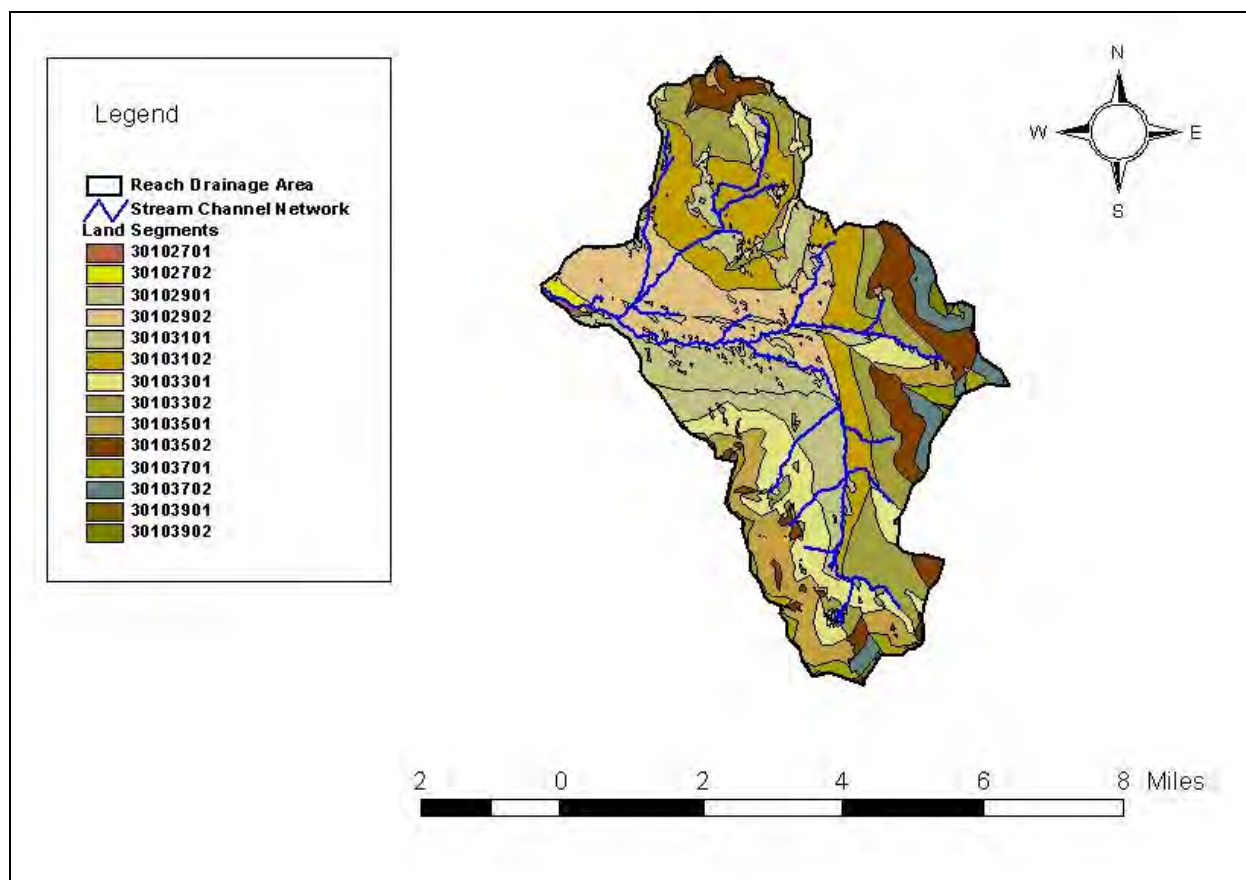 Legend
Reach Drainage Area
Stream Channel Network
Land Segments
30102701
30102702
30102901
30102902
30103101
30103102
30103301
30103302
30103501
30103502
30103701
30103702
30103901
30103902
N
W E
S
2 0 2 4 6 8 Miles